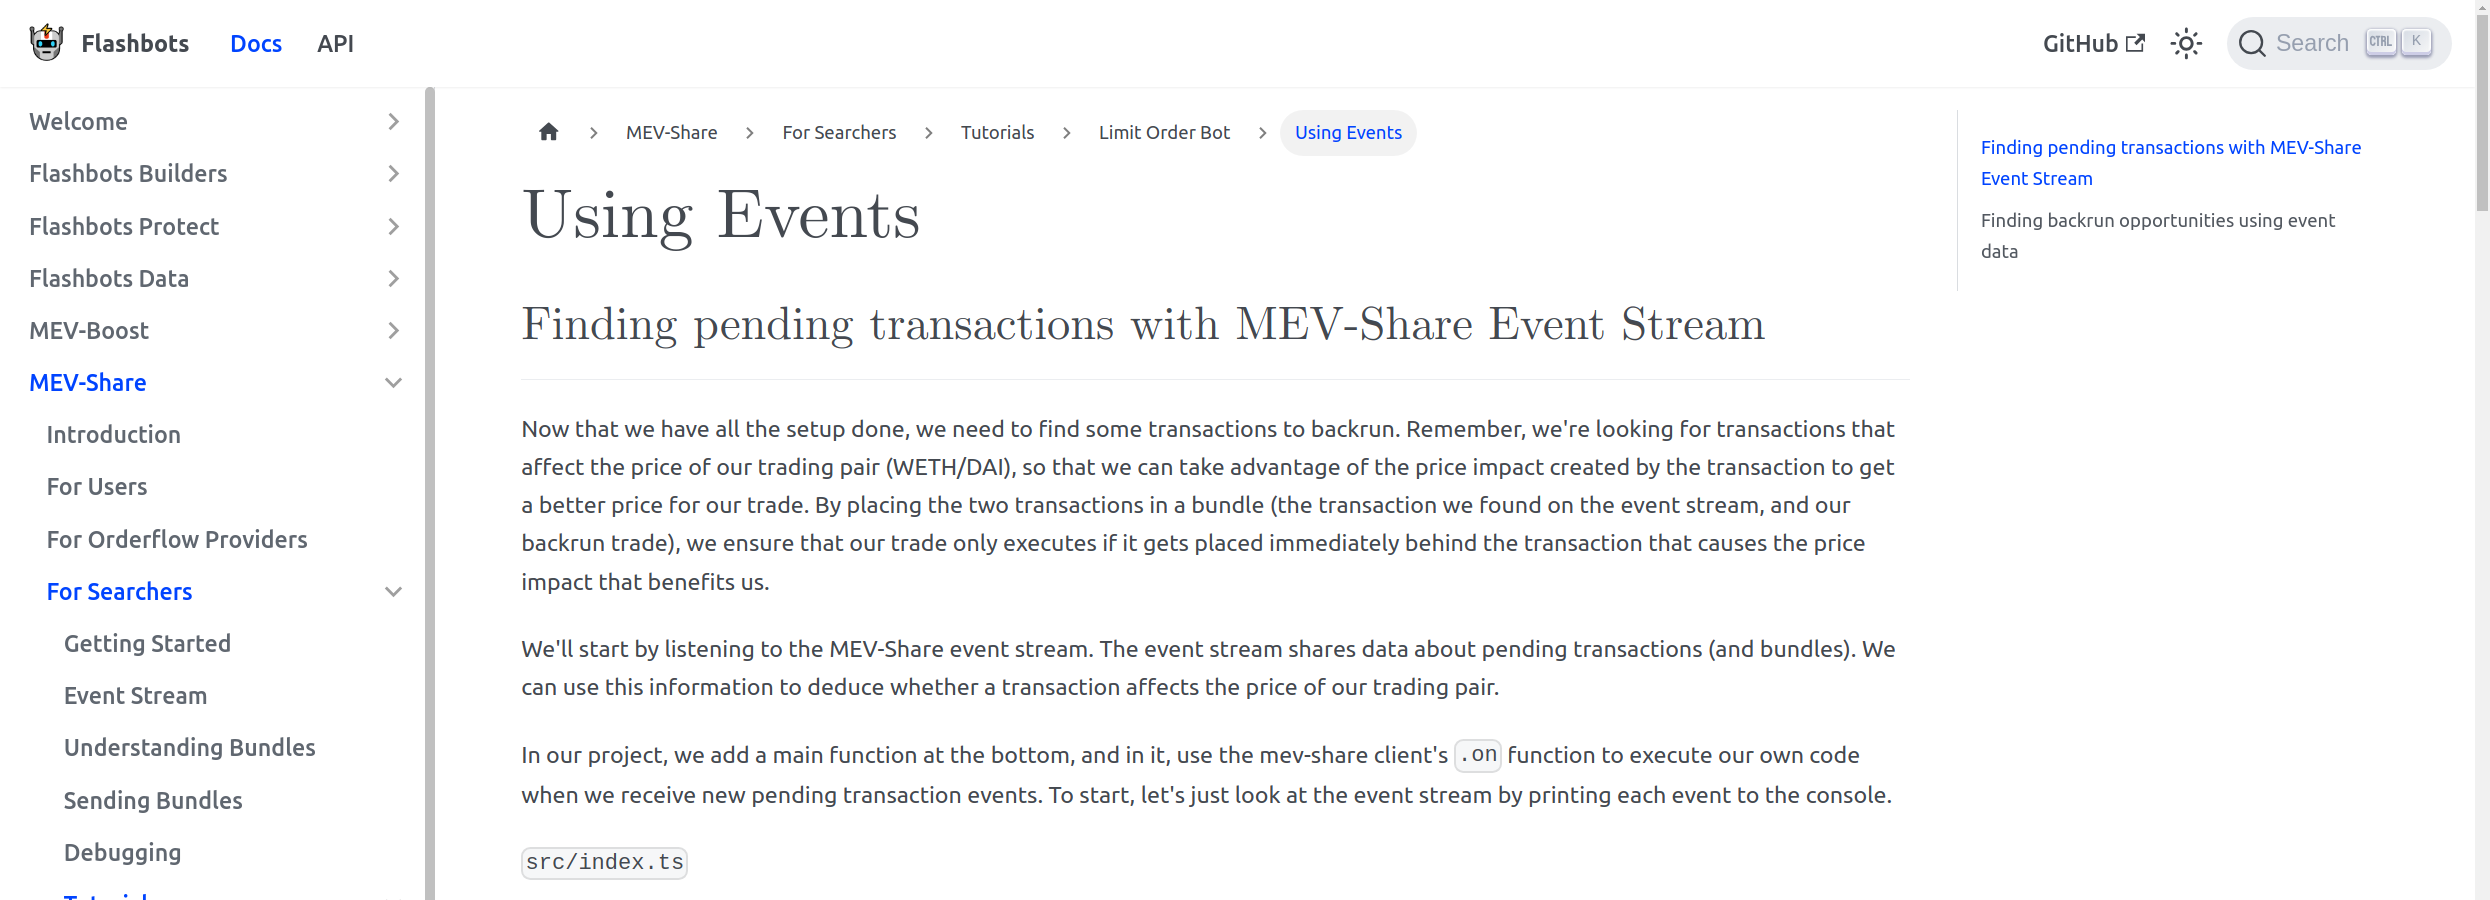 Flashbots Docs API GitHub Search CTRL K
Welcome
Flashbots Builders
Flashbots Protect
Flashbots Data
MEV-Boost
MEV-Share
Introduction
For Users
For Orderflow Providers
For Searchers
Getting Started
Event Stream
Understanding Bundles
Sending Bundles
Debugging
MEV-Share For Searchers Tutorials Limit Order Bot Using Events
Using Events
Finding pending transactions with MEV-Share Event Stream
Now that we have all the setup done, we need to find some transactions to backrun. Remember, we're looking for transactions that
affect the price of our trading pair (WETH/DAI), so that we can take advantage of the price impact created by the transaction to get
a better price for our trade. By placing the two transactions in a bundle (the transaction we found on the event stream, and our
backrun trade), we ensure that our trade only executes if it gets placed immediately behind the transaction that causes the price
impact that benefits us.
We'll start by listening to the MEV-Share event stream. The event stream shares data about pending transactions (and bundles). We
can use this information to deduce whether a transaction affects the price of our trading pair.
In our project, we add a main function at the bottom, and in it, use the mev-share client's .on function to execute our own code
when we receive new pending transaction events. To start, let's just look at the event stream by printing each event to the console.
src/index.ts
Finding pending transactions with MEV-Share
Event Stream
Finding backrun opportunities using event
data